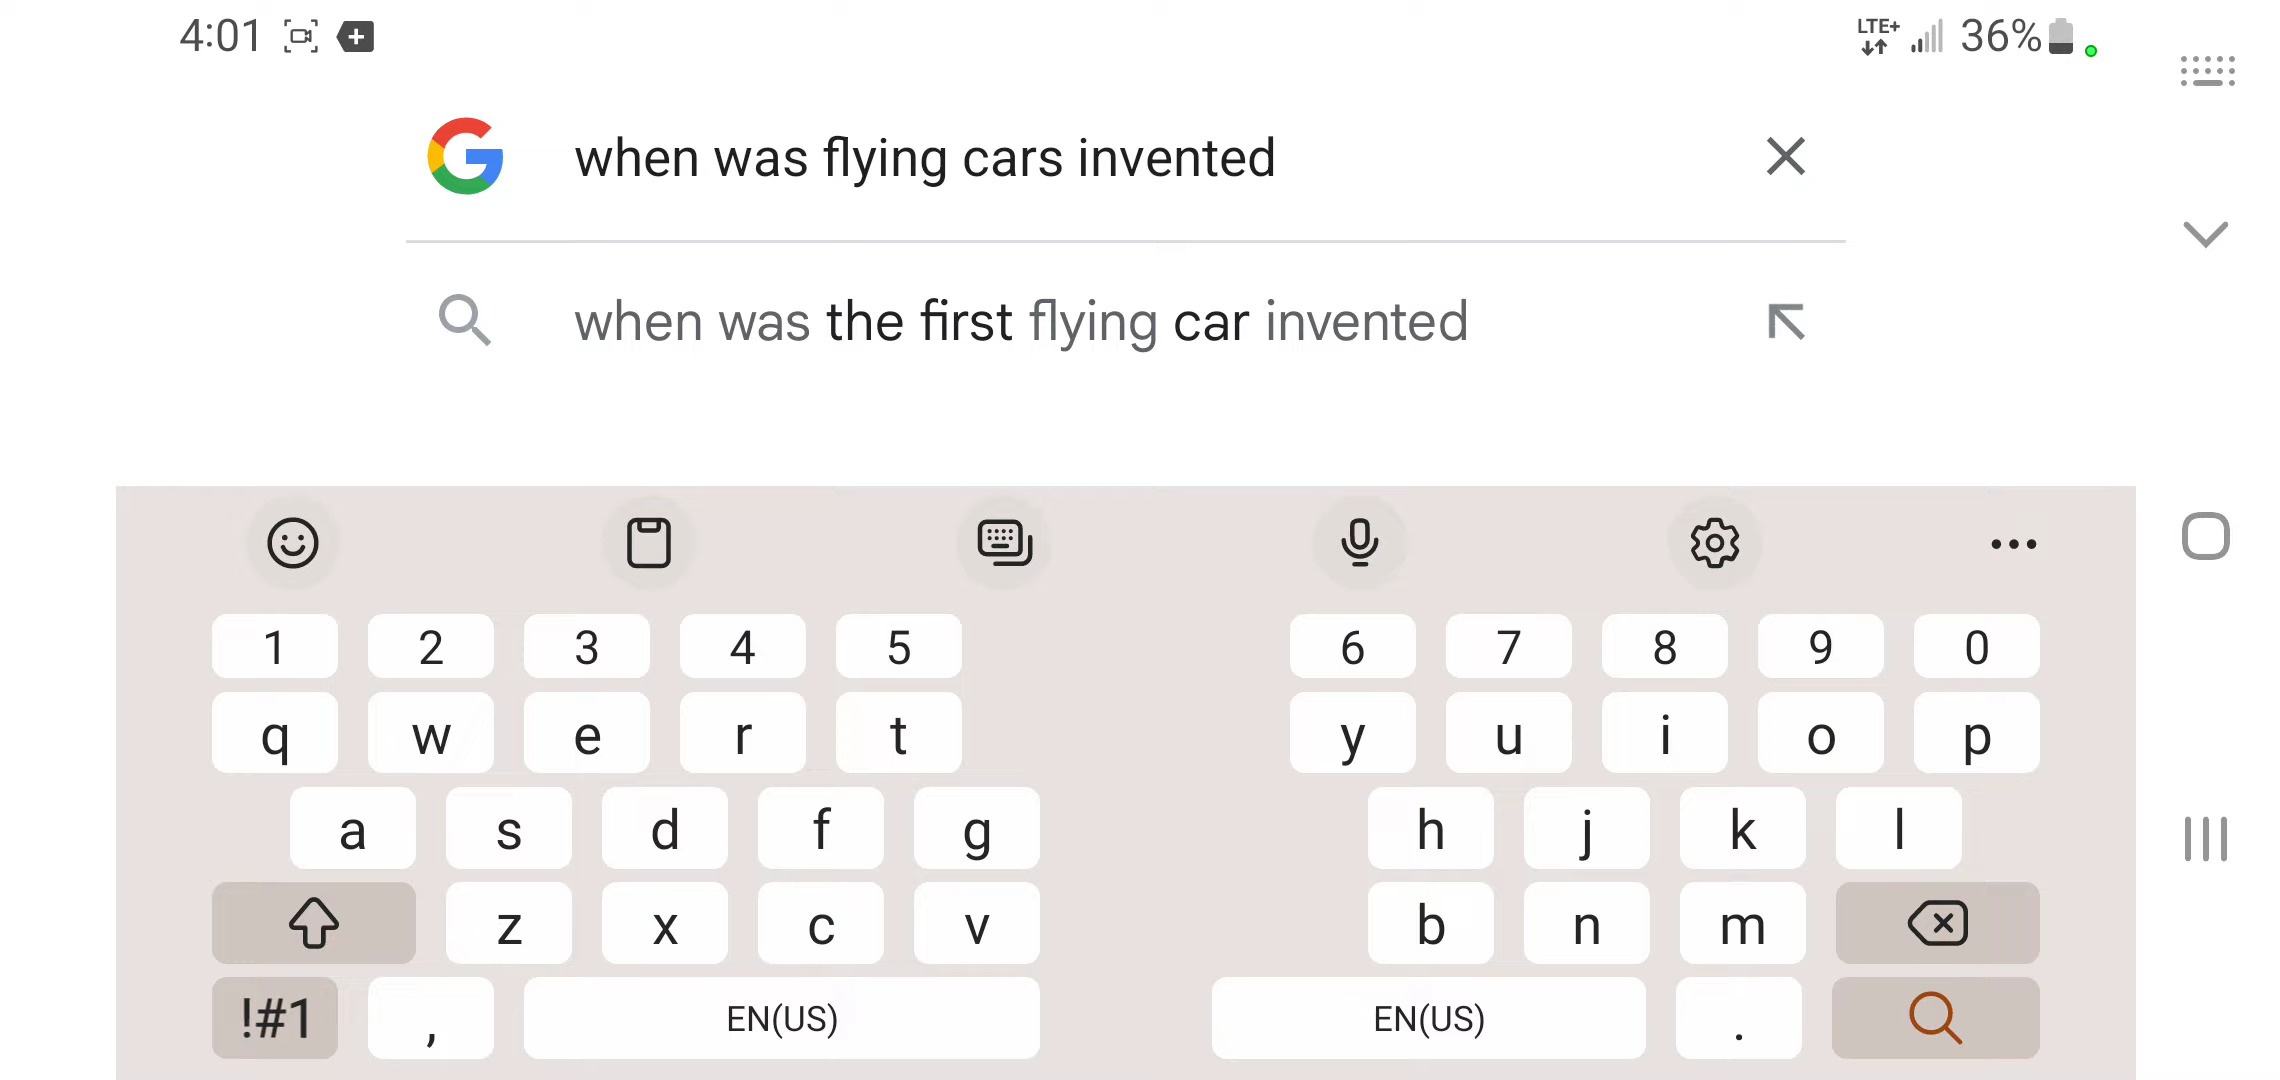 4:01
LTE+ 36%
when was flying cars invented
when was the first flying car invented
1 2 3 4 5 6 7 8 9 0
q w e r t y u i o p
a s d f g h j k l
z x c v b n m
!#1 , EN(US) EN(US) .